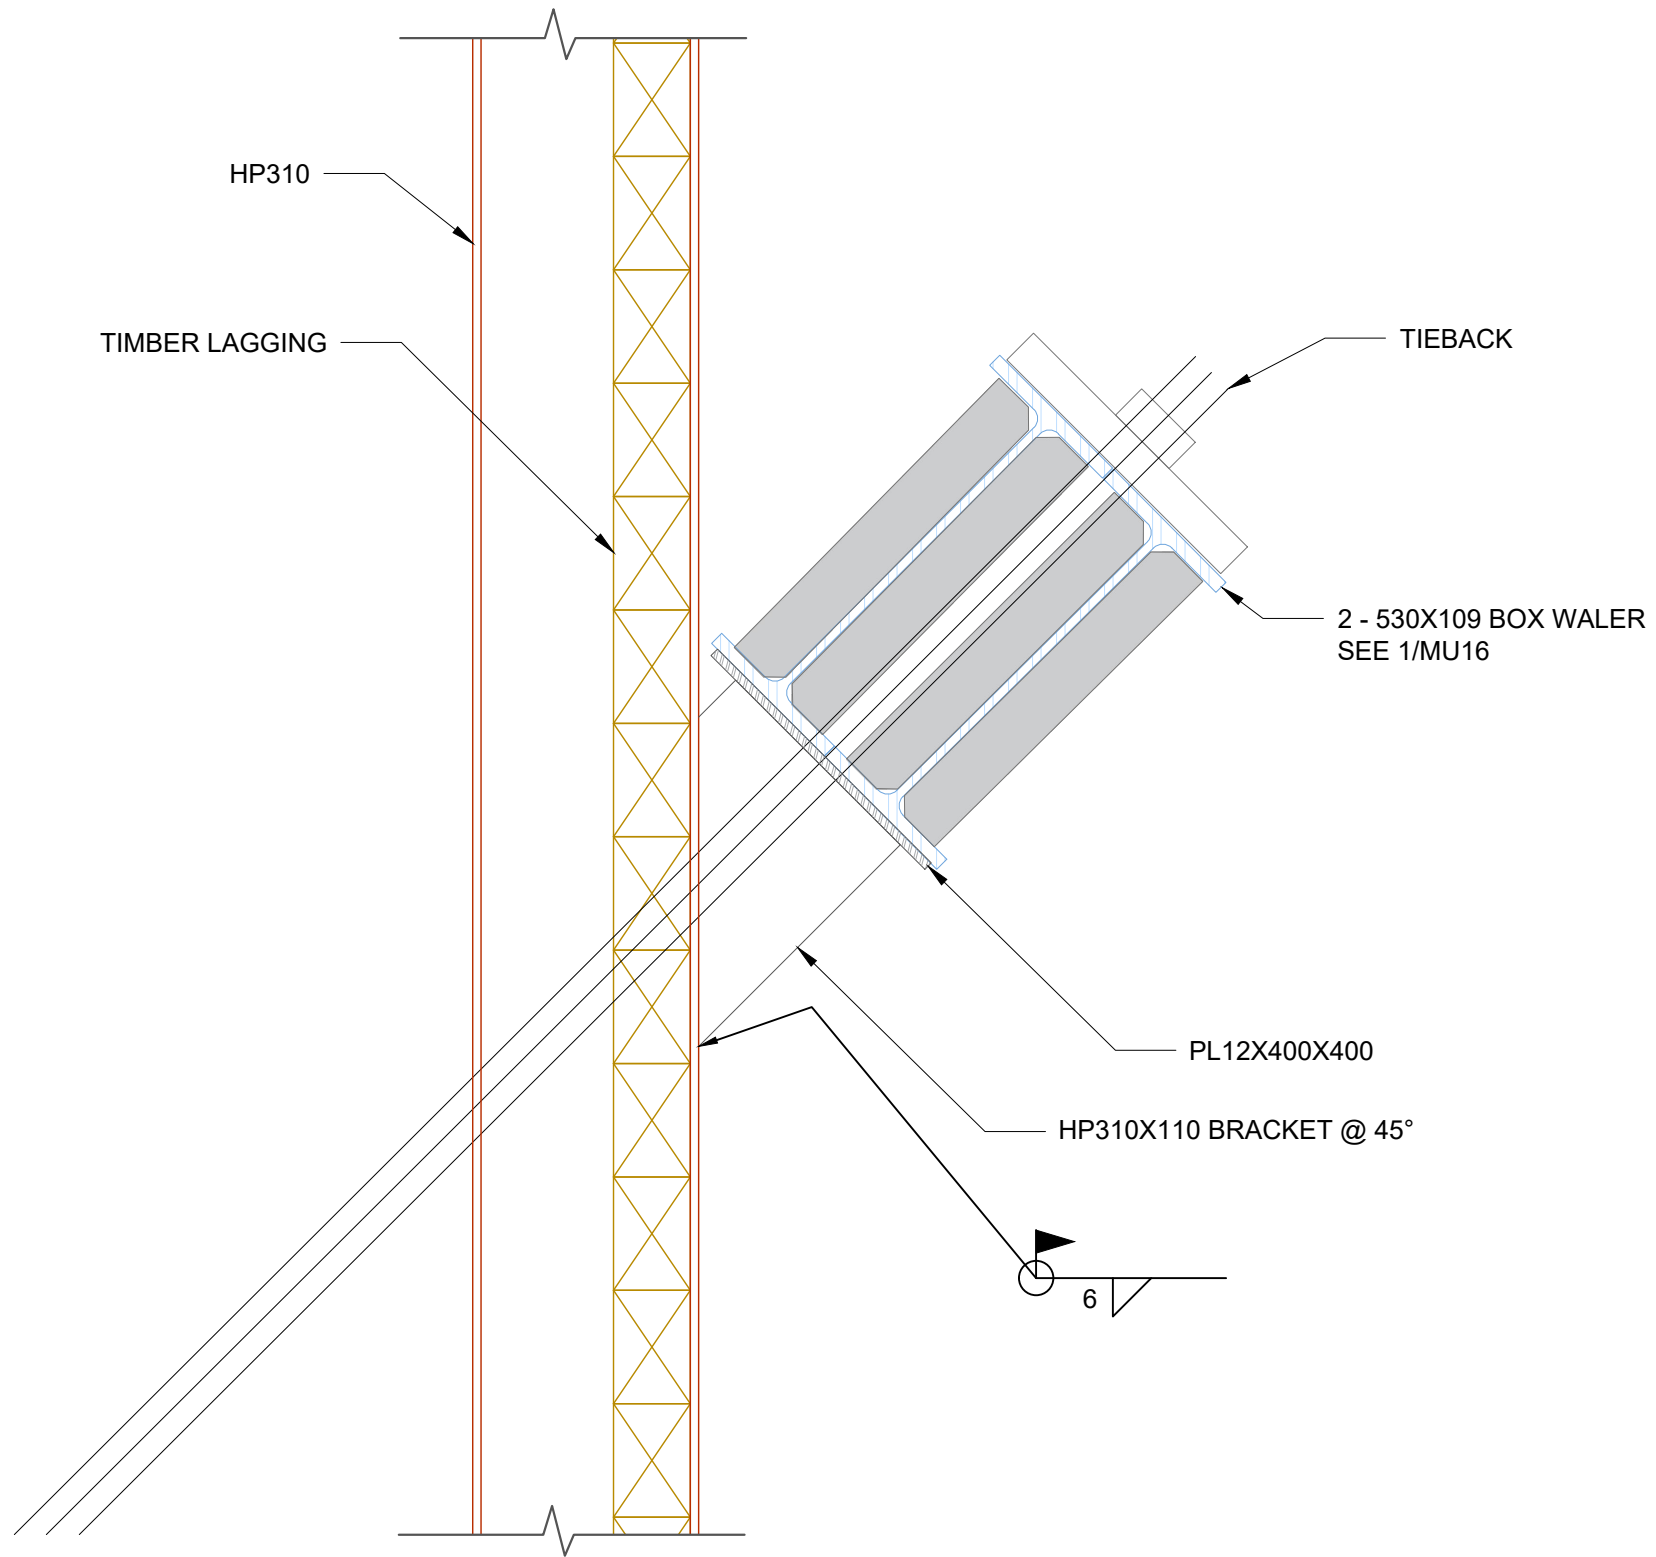 HP310
TIMBER LAGGING
TIEBACK
2 - 530X109 BOX WALER
SEE 1/MU16
PL12X400X400
HP310X110 BRACKET @ 45°
6